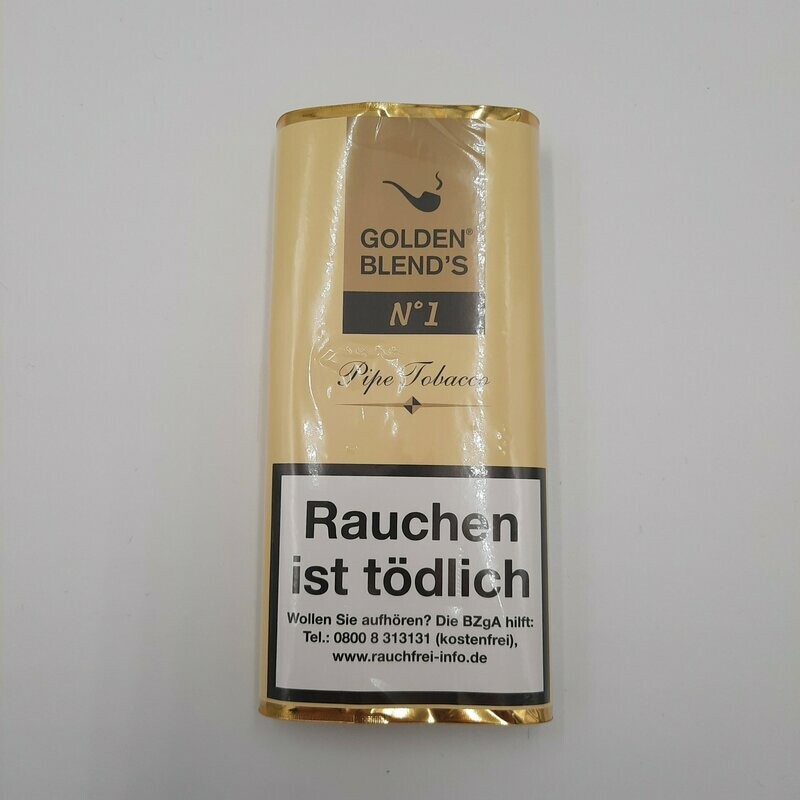 GOLDEN®
BLEND'S
N°1
Pipe Tobacco
Rauchen
ist tödlich
Wollen Sie aufhören? Die BZgA hilft:
Tel.: 0800 8 313131 (kostenfrei),
www.rauchfrei-info.de